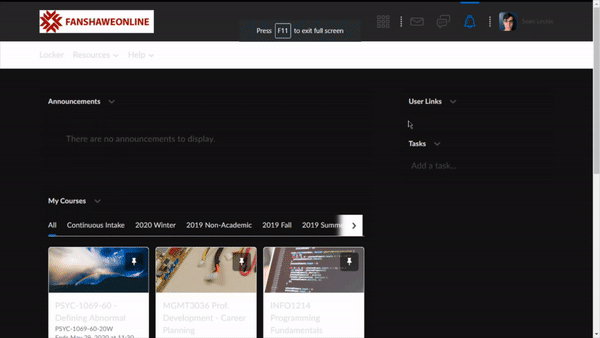 FANSHAWEONLINE
Press F11 to exit full screen
Locker Resources Help
Announcements
There are no announcements to display.
User Links
Tasks
Add a task...
My Courses
All Continuous Intake 2020 Winter 2019 Non-Academic 2019 Fall 2019 Summ
PSYC-1069-60 -
Defining Abnormal
PSYC-1069-60-20W
Ends May 29, 2020 at 11:30
MGMT3036 Prof.
Development - Career
Planning
INFO1214
Programming
Fundamentals